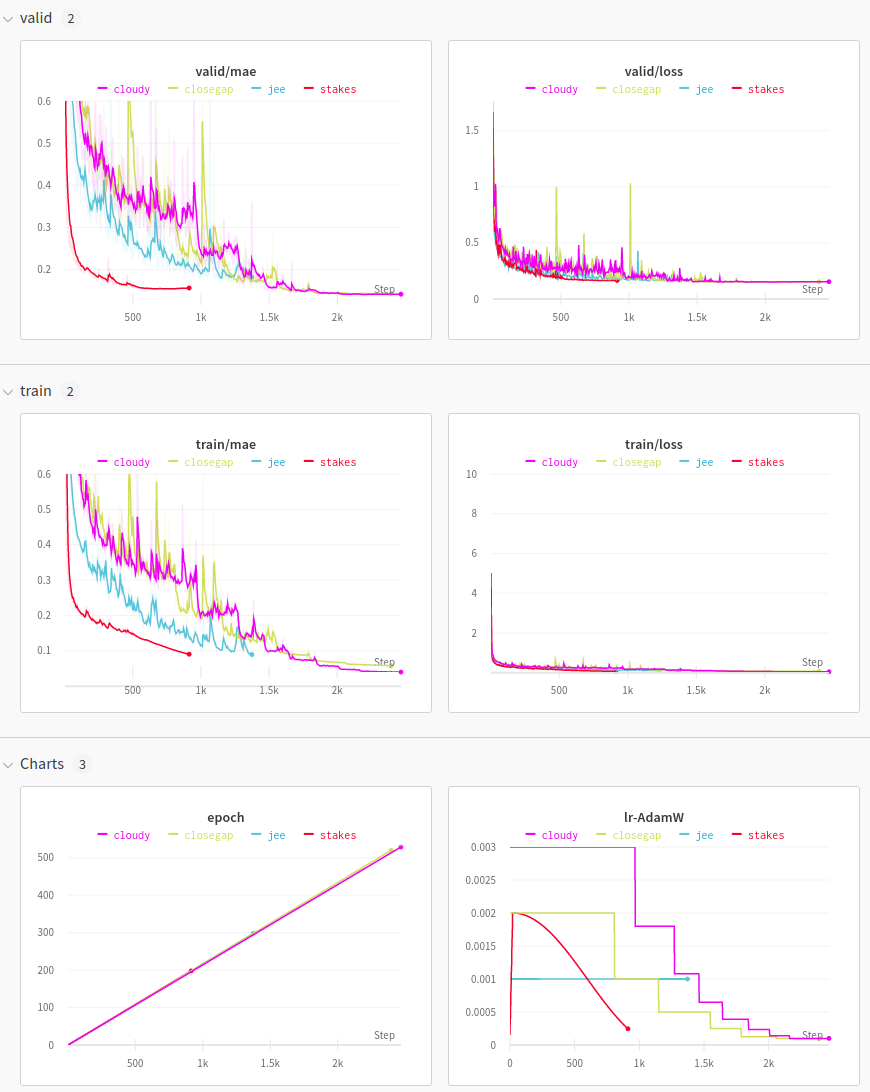 valid 2
valid/mae valid/loss
cloudy closegap jee stakes cloudy closegap jee stakes
0.6
0.5
0.4
0.3
0.2
Step
500 1k 1.5k 2k
1.5
1
0.5
0
Step
500 1k 1.5k 2k
train 2
train/mae train/loss
cloudy closegap jee stakes cloudy closegap jee stakes
0.6
0.5
0.4
0.3
0.2
0.1
Step
500 1k 1.5k 2k
10
8
6
4
2
Step
500 1k 1.5k 2k
Charts 3
epoch lr-AdamW
cloudy closegap jee stakes cloudy closegap jee stakes
500
400
300
200
100
0
Step
500 1k 1.5k 2k
0.003
0.0025
0.002
0.0015
0.001
0.0005
0
Step
0 500 1k 1.5k 2k